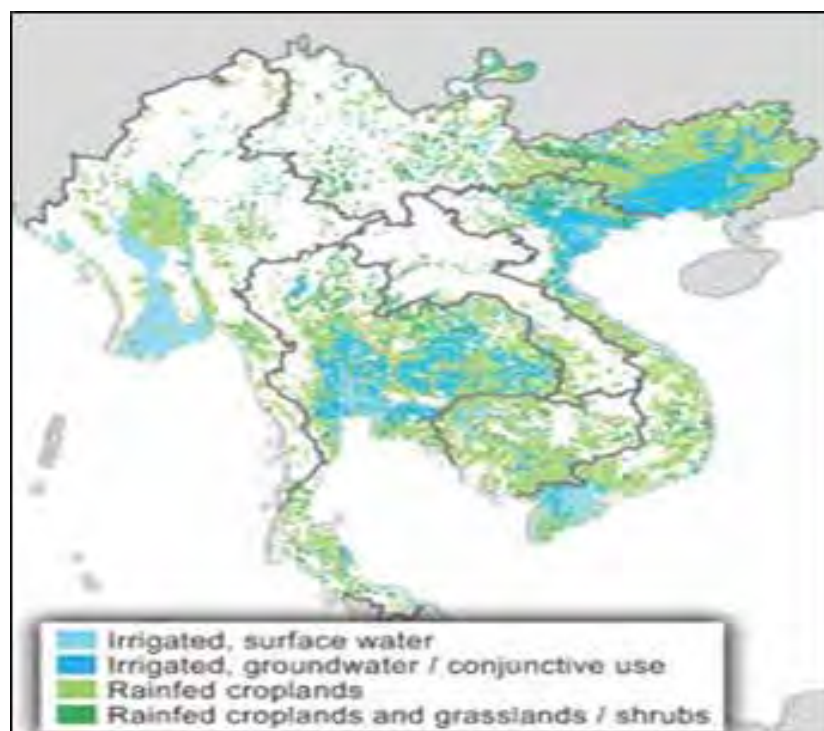 Irrigated, surface water
Irrigated, groundwater / conjunctive use
Rainfed croplands
Rainfed croplands and grasslands / shrubs